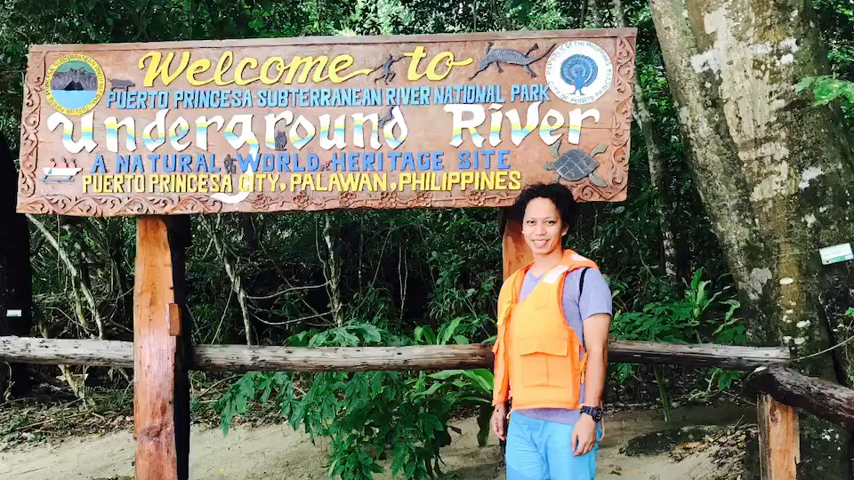 Welcome to
PUERTO PRINCESA SUBTERRANEAN RIVER NATIONAL PARK
Underground River
A NATURAL WORLD HERITAGE SITE
PUERTO PRINCESA CITY, PALAWAN, PHILIPPINES